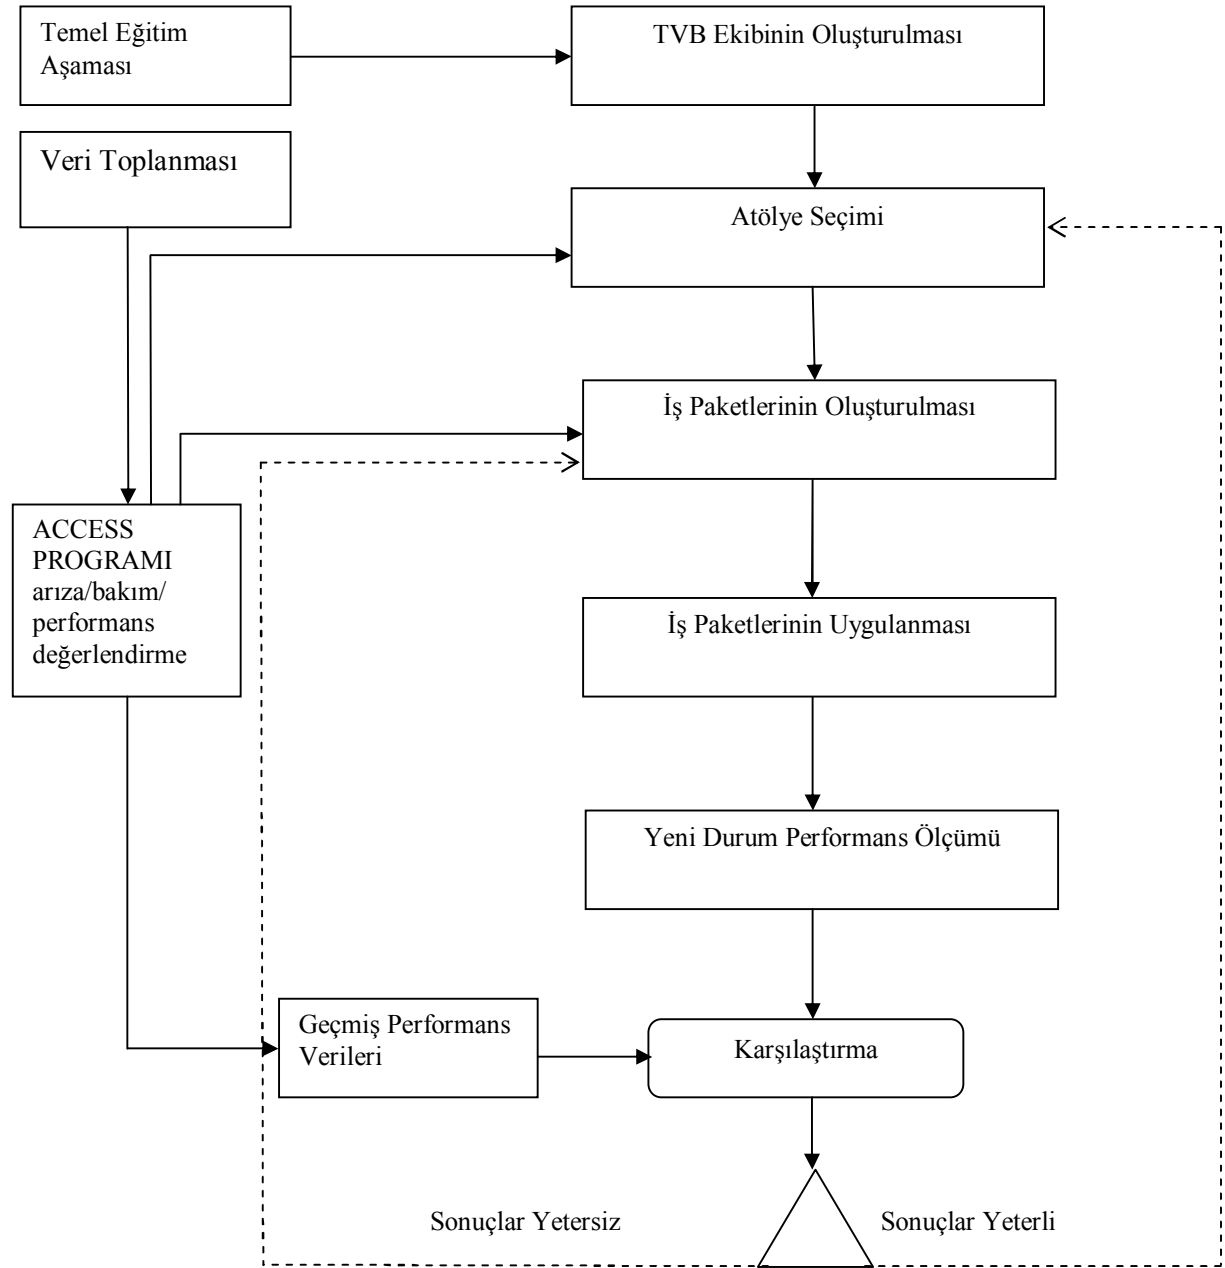 Temel Eğitim
Aşaması
TVB Ekibinin Oluşturulması
Veri Toplanması
Atölye Seçimi
İş Paketlerinin Oluşturulması
ACCESS
PROGRAMI
arıza/bakım/
performans
değerlendirme
İş Paketlerinin Uygulanması
Yeni Durum Performans Ölçümü
Geçmiş Performans
Verileri
Karşılaştırma
Sonuçlar Yetersiz
Sonuçlar Yeterli